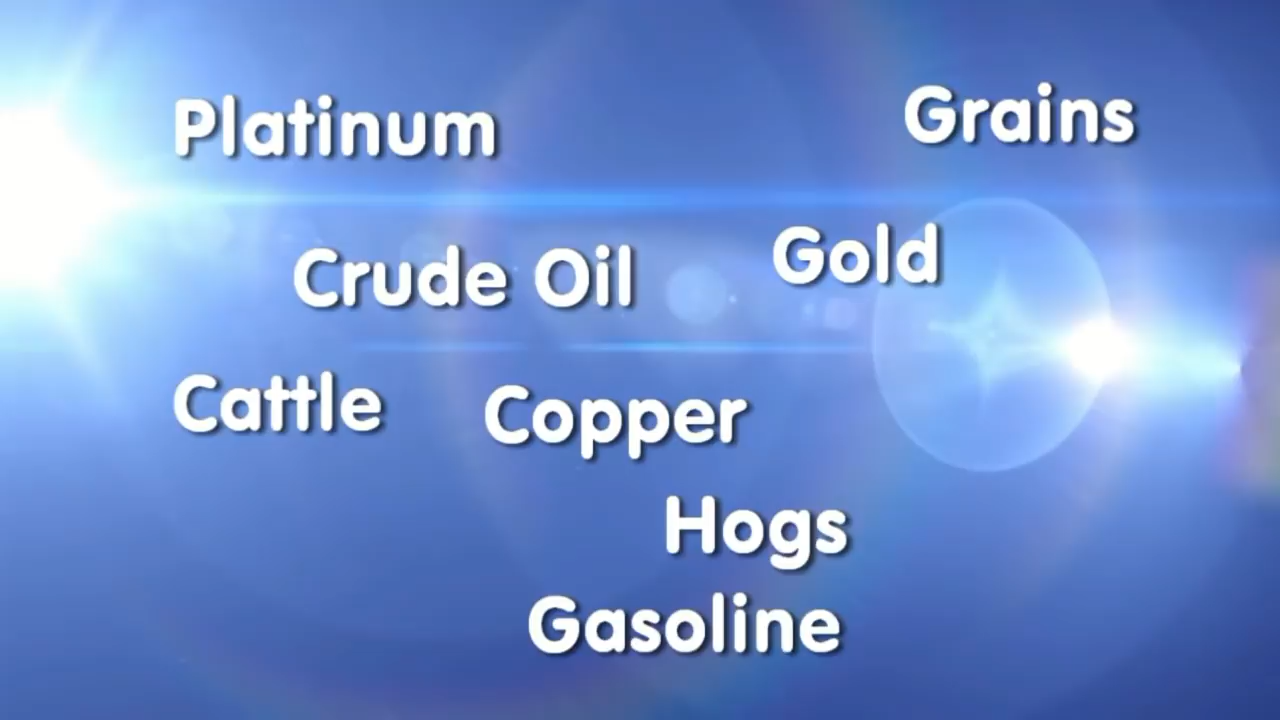 Platinum
Grains
Crude Oil
Gold
Cattle
Copper
Hogs
Gasoline